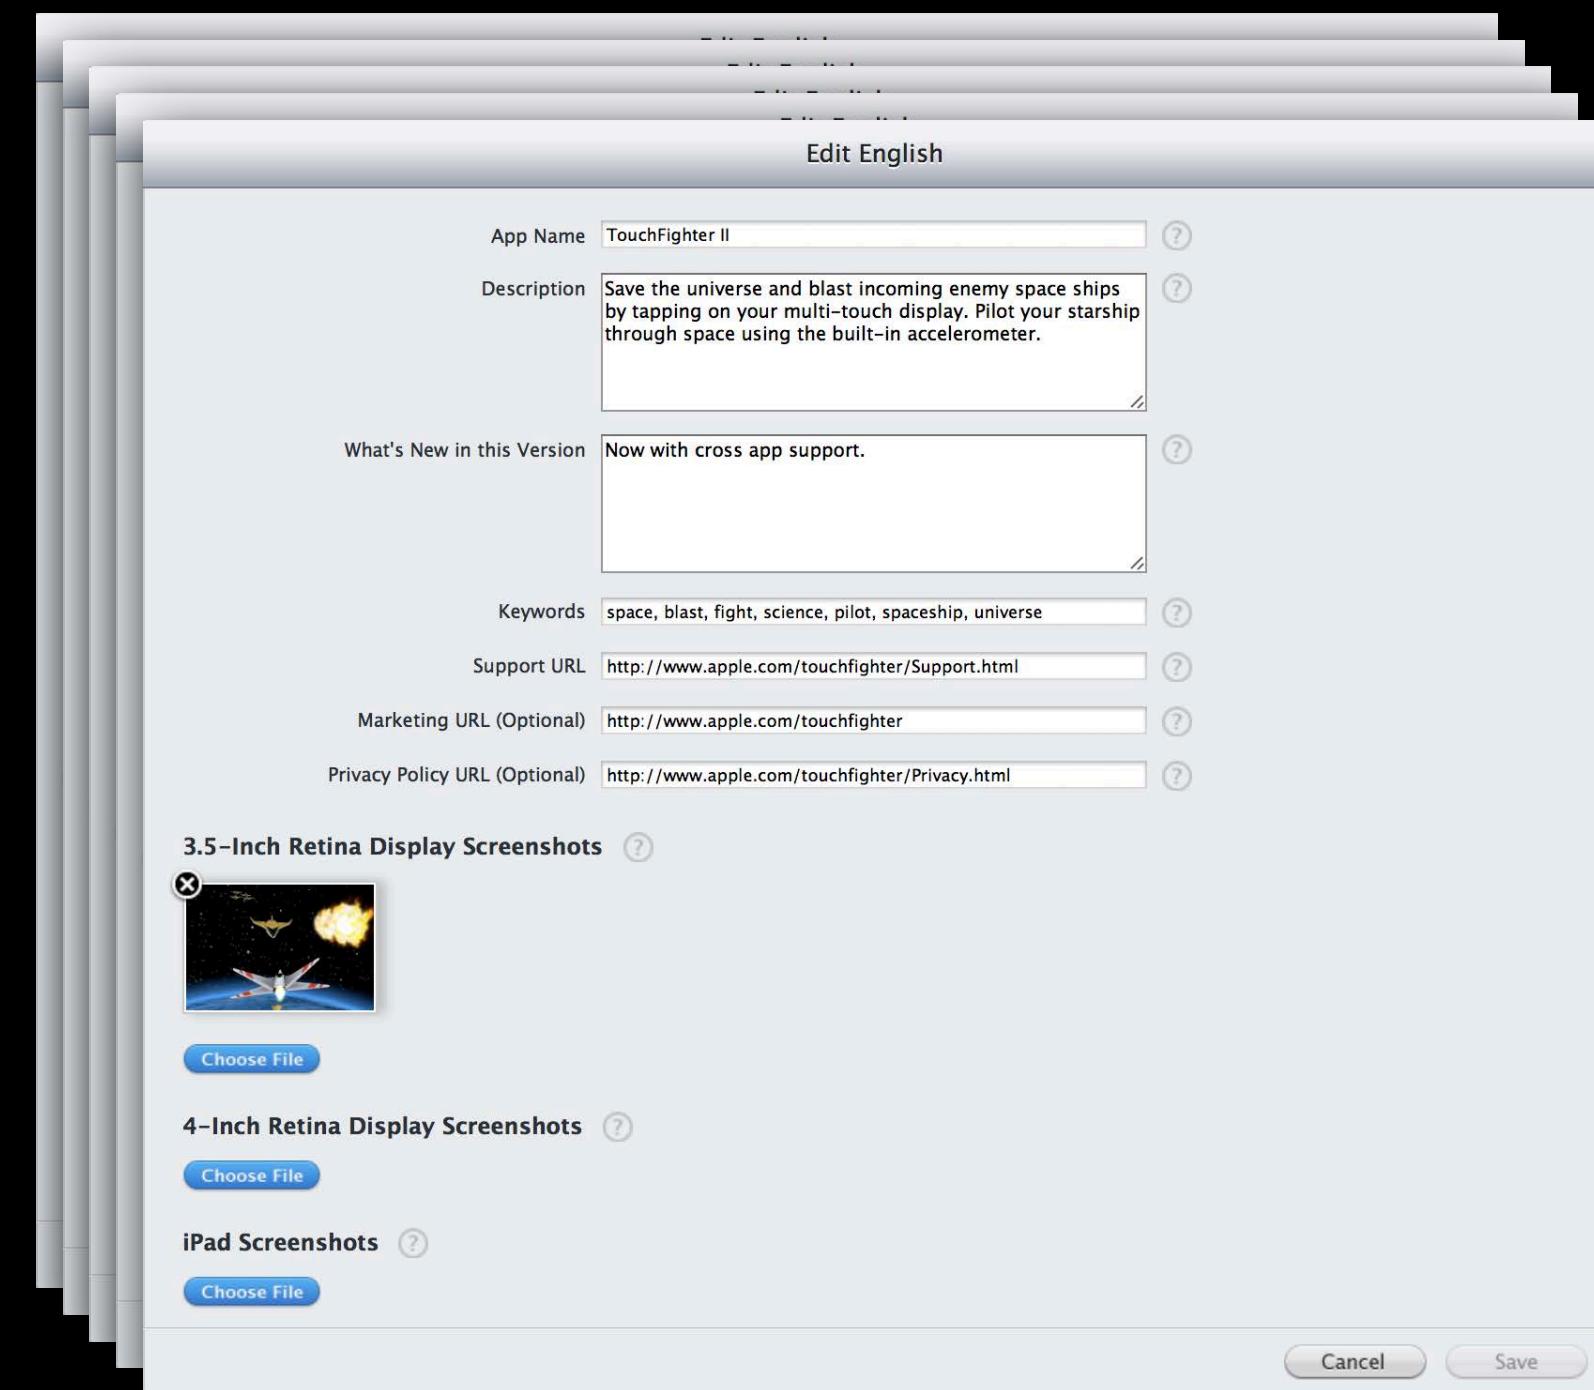 Edit English
App Name TouchFighter II
Description Save the universe and blast incoming enemy space ships
by tapping on your multi-touch display. Pilot your starship
through space using the built-in accelerometer.
What's New in this Version Now with cross app support.
Keywords space, blast, fight, science, pilot, spaceship, universe
Support URL http://www.apple.com/touchfighter/Support.html
Marketing URL (Optional) http://www.apple.com/touchfighter
Privacy Policy URL (Optional) http://www.apple.com/touchfighter/Privacy.html
3.5-Inch Retina Display Screenshots ?
Choose File
4-Inch Retina Display Screenshots ?
Choose File
iPad Screenshots ?
Choose File
Cancel Save